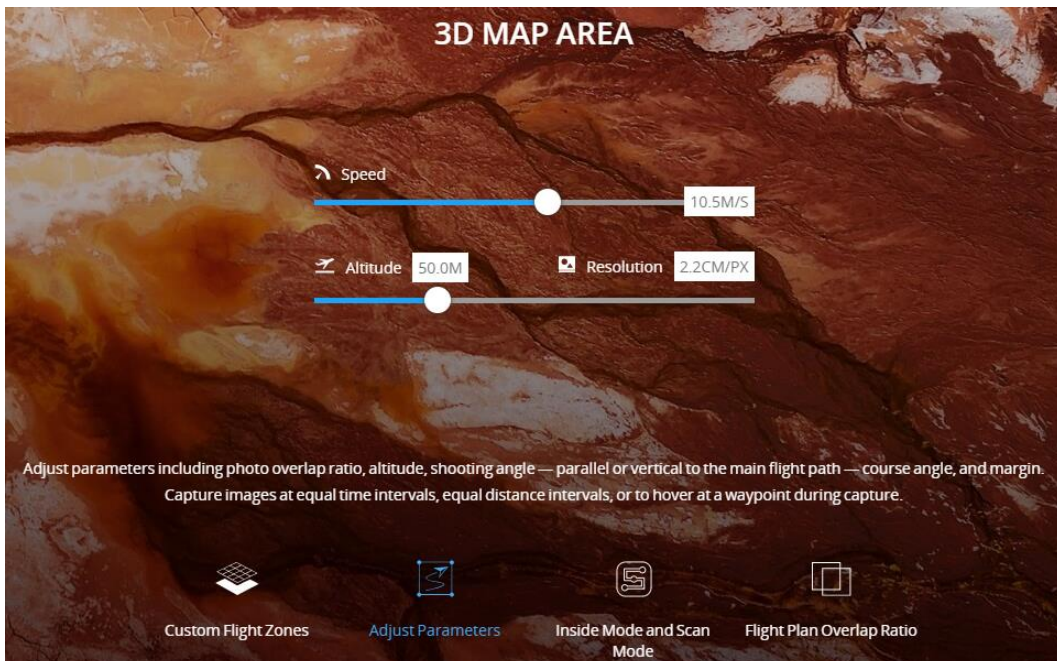 3D MAP AREA
Speed
10.5M/S
Altitude 50.0M Resolution 2.2CM/PX
Adjust parameters including photo overlap ratio, altitude, shooting angle — parallel or vertical to the main flight path — course angle, and margin.
Capture images at equal time intervals, equal distance intervals, or to hover at a waypoint during capture.
Custom Flight Zones
Adjust Parameters
Inside Mode and Scan
Mode
Flight Plan Overlap Ratio